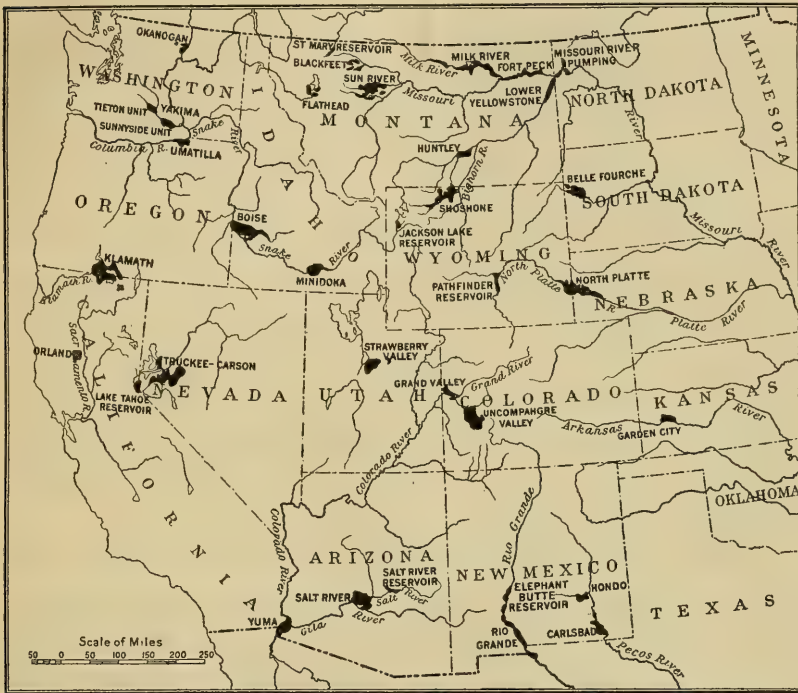 OKANOGAN
ST MARY RESERVOIR
BLACKFEET
Milk River
MILK RIVER
FORT PECK
MISSOURI RIVER
PUMPING
MINNESOTA
WASHINGTON
SUN RIVER
FLATHEAD
Missouri
LOWER
YELLOWSTONE
NORTH DAKOTA
TIETON UNIT
YAKIMA
SUNNYSIDE UNIT
Snake
River
IDAHO
MONTANA
River
Columbia R.
UMATILLA
HUNTLEY
Bighorn R.
BELLE FOURCHE
SHOSHONE
SOUTH DAKOTA
OREGON
BOISE
JACKSON LAKE
RESERVOIR
Missouri
River
Snake
River
WYOMING
KLAMATH
MINIDOKA
PATHFINDER
RESERVOIR
North Platte
R.
NORTH PLATTE
NEBRASKA
Klamath R.
Platte River
ORLAND
Sacramento R.
TRUCKEE-CARSON
STRAWBERRY
VALLEY
GRAND VALLEY
Grand River
LAKE TAHOE
RESERVOIR
NEVADA
UTAH
COLORADO
KANSAS
UNCOMPAHGRE
VALLEY
Arkansas
River
GARDEN CITY
CALIFORNIA
Colorado River
OKLAHOMA
Colorado River
Rio Grande
ARIZONA
SALT RIVER
RESERVOIR
SALT RIVER
Salt River
NEW MEXICO
ELEPHANT
BUTTE
RESERVOIR
HONDO
TEXAS
YUMA
Gila
River
RIO
GRANDE
CARLSBAD
Pecos River
Scale of Miles
50 0 50 100 150 200 250